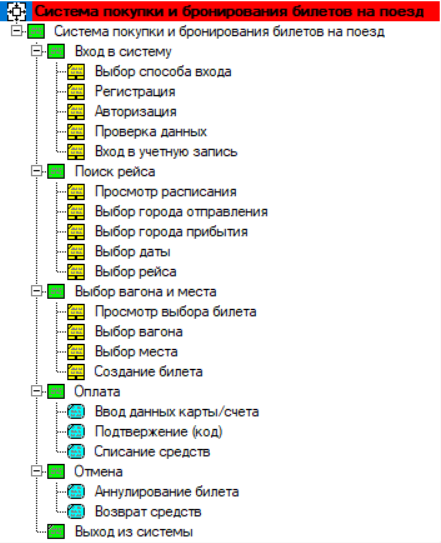 Система покупки и бронирования билетов на поезд
Система покупки и бронирования билетов на поезд
Вход в систему
Выбор способа входа
Регистрация
Авторизация
Проверка данных
Вход в учетную запись
Поиск рейса
Просмотр расписания
Выбор города отправления
Выбор города прибытия
Выбор даты
Выбор рейса
Выбор вагона и места
Просмотр выбора билета
Выбор вагона
Выбор места
Создание билета
Оплата
Ввод данных карты/счета
Подтвержение (код)
Списание средств
Отмена
Аннулирование билета
Возврат средств
Выход из системы